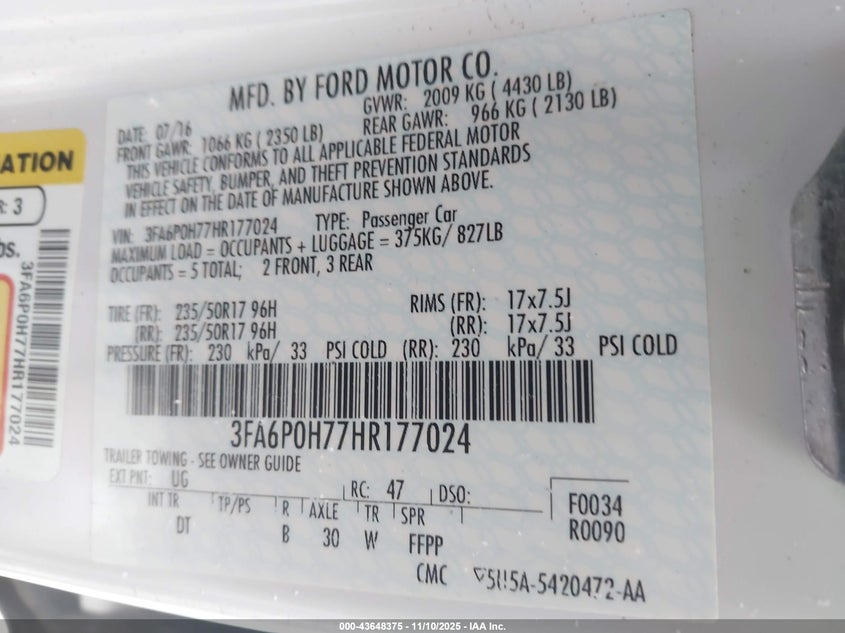 MFD. BY FORD MOTOR CO.
DATE: 07/16 GVWR: 2009 KG ( 4430 LB)
FRONT GAWR: 1066 KG ( 2350 LB) REAR GAWR: 966 KG ( 2130 LB)
THIS VEHICLE CONFORMS TO ALL APPLICABLE FEDERAL MOTOR
VEHICLE SAFETY, BUMPER, AND THEFT PREVENTION STANDARDS
IN EFFECT ON THE DATE OF MANUFACTURE SHOWN ABOVE.
VIN: 3FA6P0H77HR177024 TYPE: Passenger Car
MAXIMUM LOAD = OCCUPANTS + LUGGAGE = 375KG/ 827LB
OCCUPANTS = 5 TOTAL; 2 FRONT, 3 REAR
TIRE (FR): 235/50R17 96H RIMS (FR): 17x7.5J
(RR): 235/50R17 96H (RR): 17x7.5J
PRESSURE (FR): 230 kPa/ 33 PSI COLD (RR): 230 kPa/ 33 PSI COLD
3FA6P0H77HR177024
TRAILER TOWING - SEE OWNER GUIDE
EXT PNT: UG RC: 47 DSO: F0034
INT TR TP/PS R AXLE TR SPR R0090
DT B 30 W FFPP
CMC 5U5A-5420472-AA
ATION
R: 3
bs.
3FA6P0H77HR177024
000-43648375 - 11/10/2025 - IAA Inc.